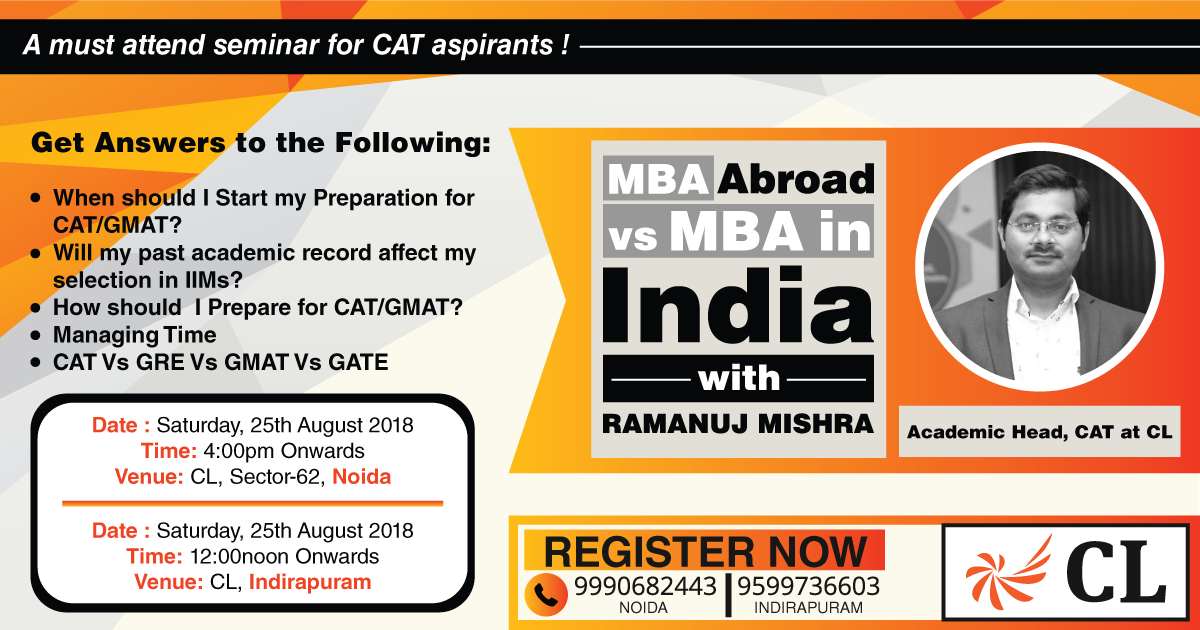 A must attend seminar for CAT aspirants !
Get Answers to the Following:
• When should I Start my Preparation for
CAT/GMAT?
• Will my past academic record affect my
selection in IIMs?
• How should I Prepare for CAT/GMAT?
• Managing Time
• CAT Vs GRE Vs GMAT Vs GATE
Date : Saturday, 25th August 2018
Time: 4:00pm Onwards
Venue: CL, Sector-62, Noida
Date : Saturday, 25th August 2018
Time: 12:00noon Onwards
Venue: CL, Indirapuram
MBA Abroad
vs MBA in
India
with
RAMANUJ MISHRA
Academic Head, CAT at CL
REGISTER NOW
9990682443 | 9599736603
NOIDA INDIRAPURAM
CL